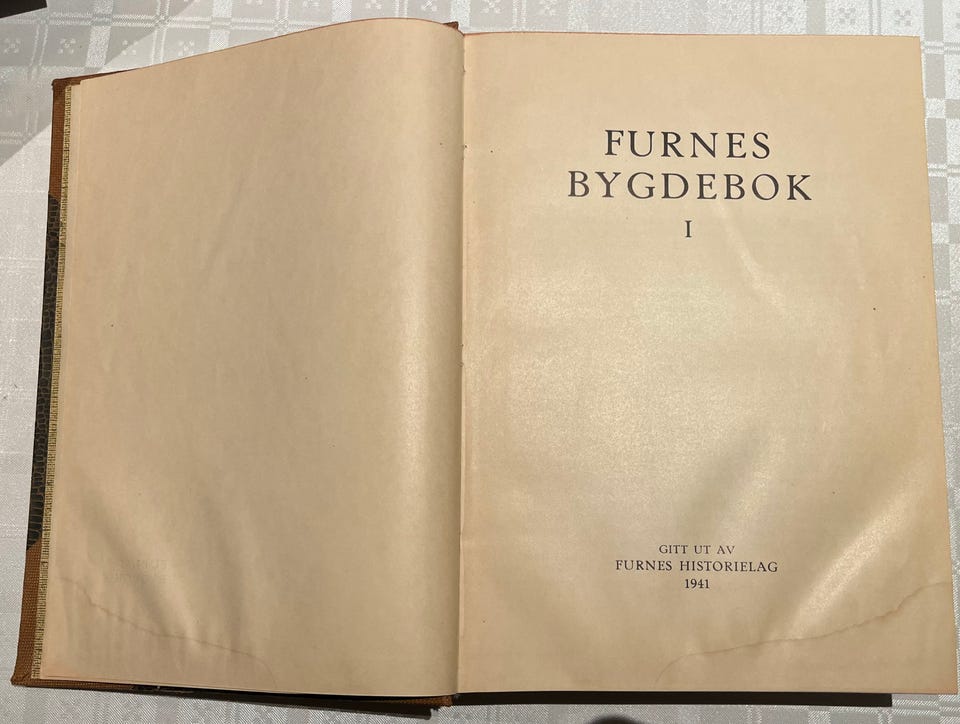 FURNES
BYGDEBOK
I
GITT UT AV
FURNES HISTORIELAG
1941